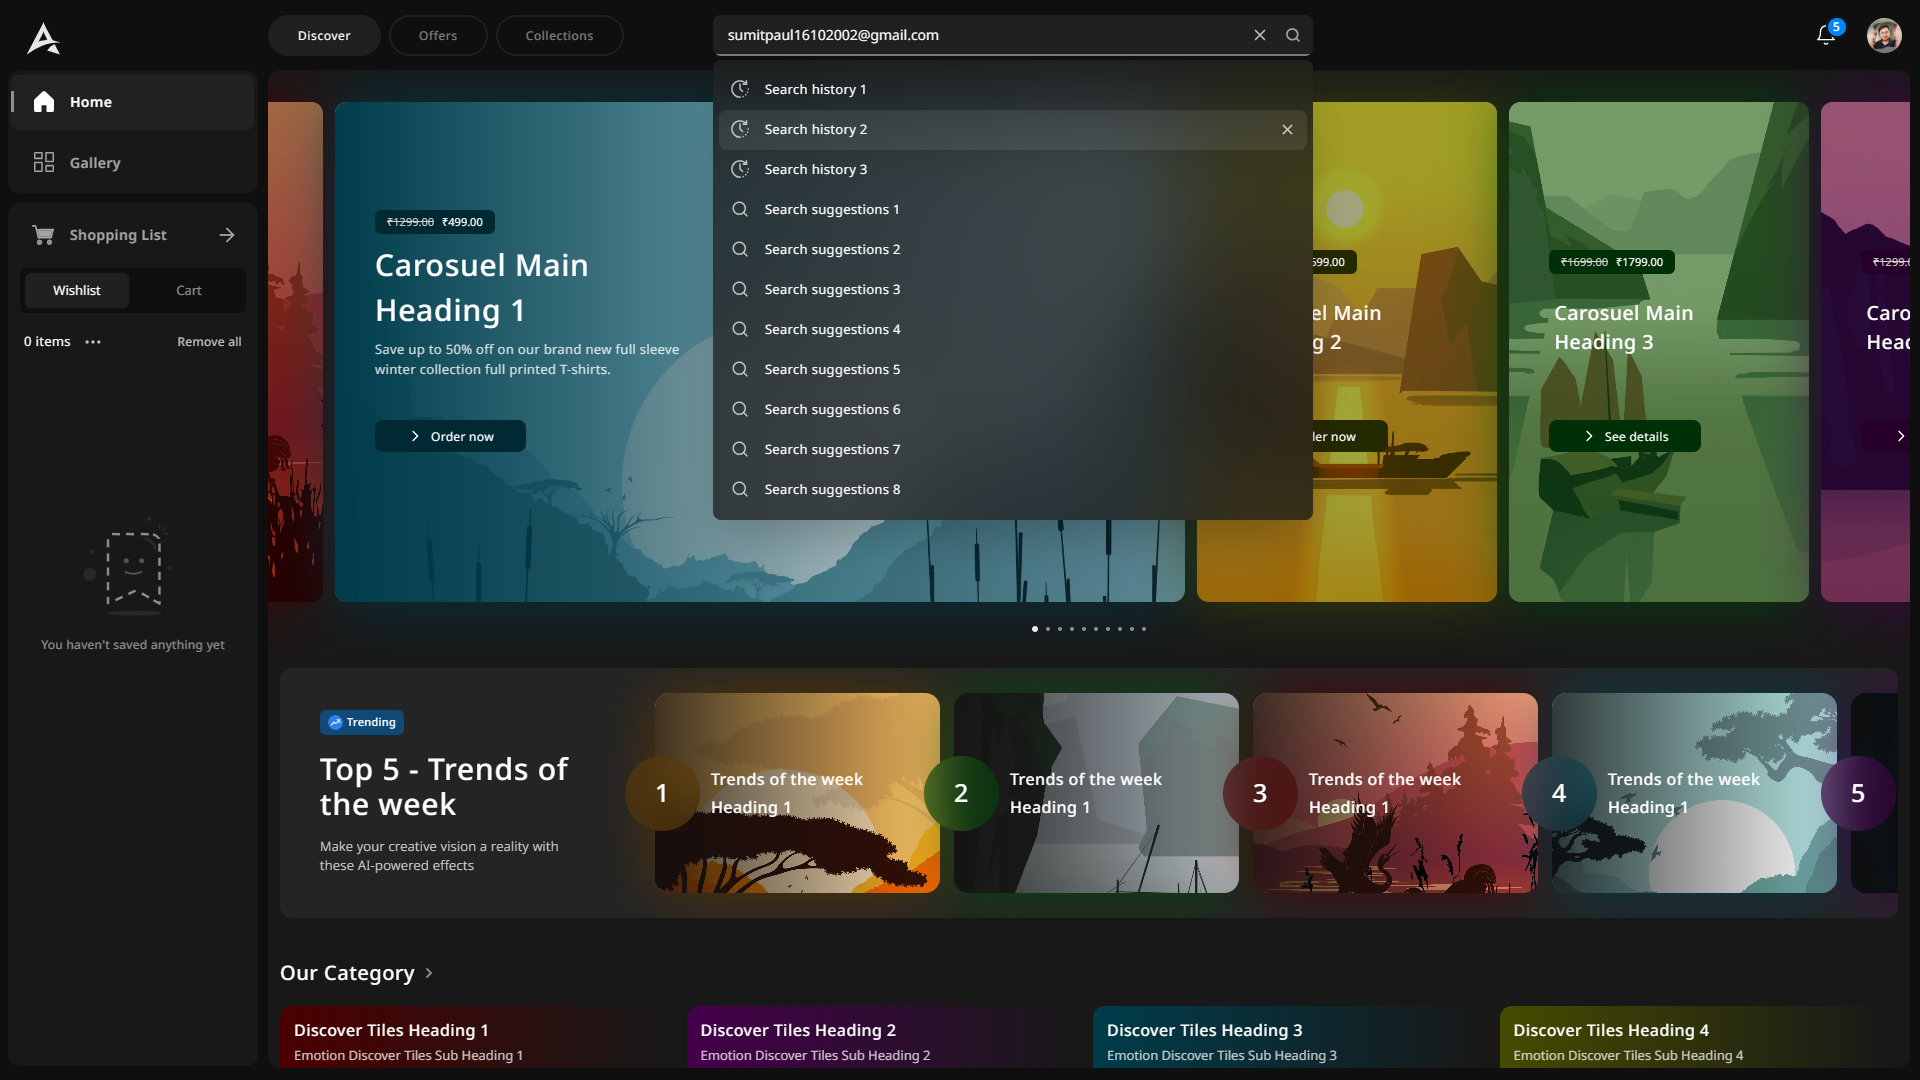 Discover
Offers
Collections
sumitpaul16102002@gmail.com
5
Home
Gallery
Shopping List
Wishlist
Cart
0 items
Remove all
You haven't saved anything yet
Search history 1
Search history 2
Search history 3
Search suggestions 1
Search suggestions 2
Search suggestions 3
Search suggestions 4
Search suggestions 5
Search suggestions 6
Search suggestions 7
Search suggestions 8
₹1299.00 ₹499.00
Carosuel Main
Heading 1
Save up to 50% off on our brand new full sleeve
winter collection full printed T-shirts.
Order now
599.00
el Main
g 2
er now
₹1699.00 ₹1799.00
Carosuel Main
Heading 3
See details
₹1299.0
Caro
Head
Trending
Top 5 - Trends of
the week
Make your creative vision a reality with
these AI-powered effects
1
Trends of the week
Heading 1
2
Trends of the week
Heading 1
3
Trends of the week
Heading 1
4
Trends of the week
Heading 1
5
Our Category
Discover Tiles Heading 1
Emotion Discover Tiles Sub Heading 1
Discover Tiles Heading 2
Emotion Discover Tiles Sub Heading 2
Discover Tiles Heading 3
Emotion Discover Tiles Sub Heading 3
Discover Tiles Heading 4
Emotion Discover Tiles Sub Heading 4